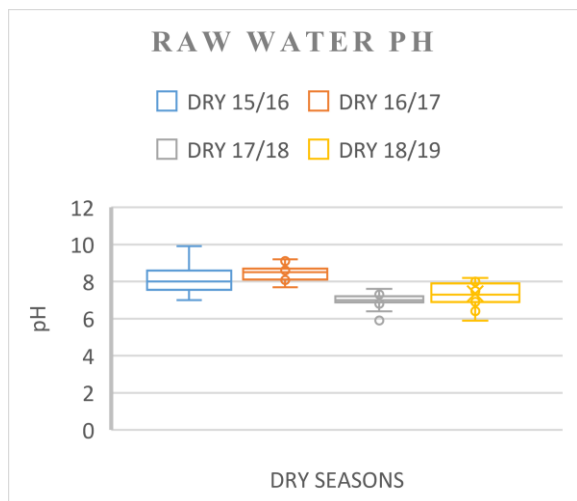 RAW WATER PH
DRY 15/16 DRY 16/17
DRY 17/18 DRY 18/19
12
10
8
6
4
2
0
pH
DRY SEASONS